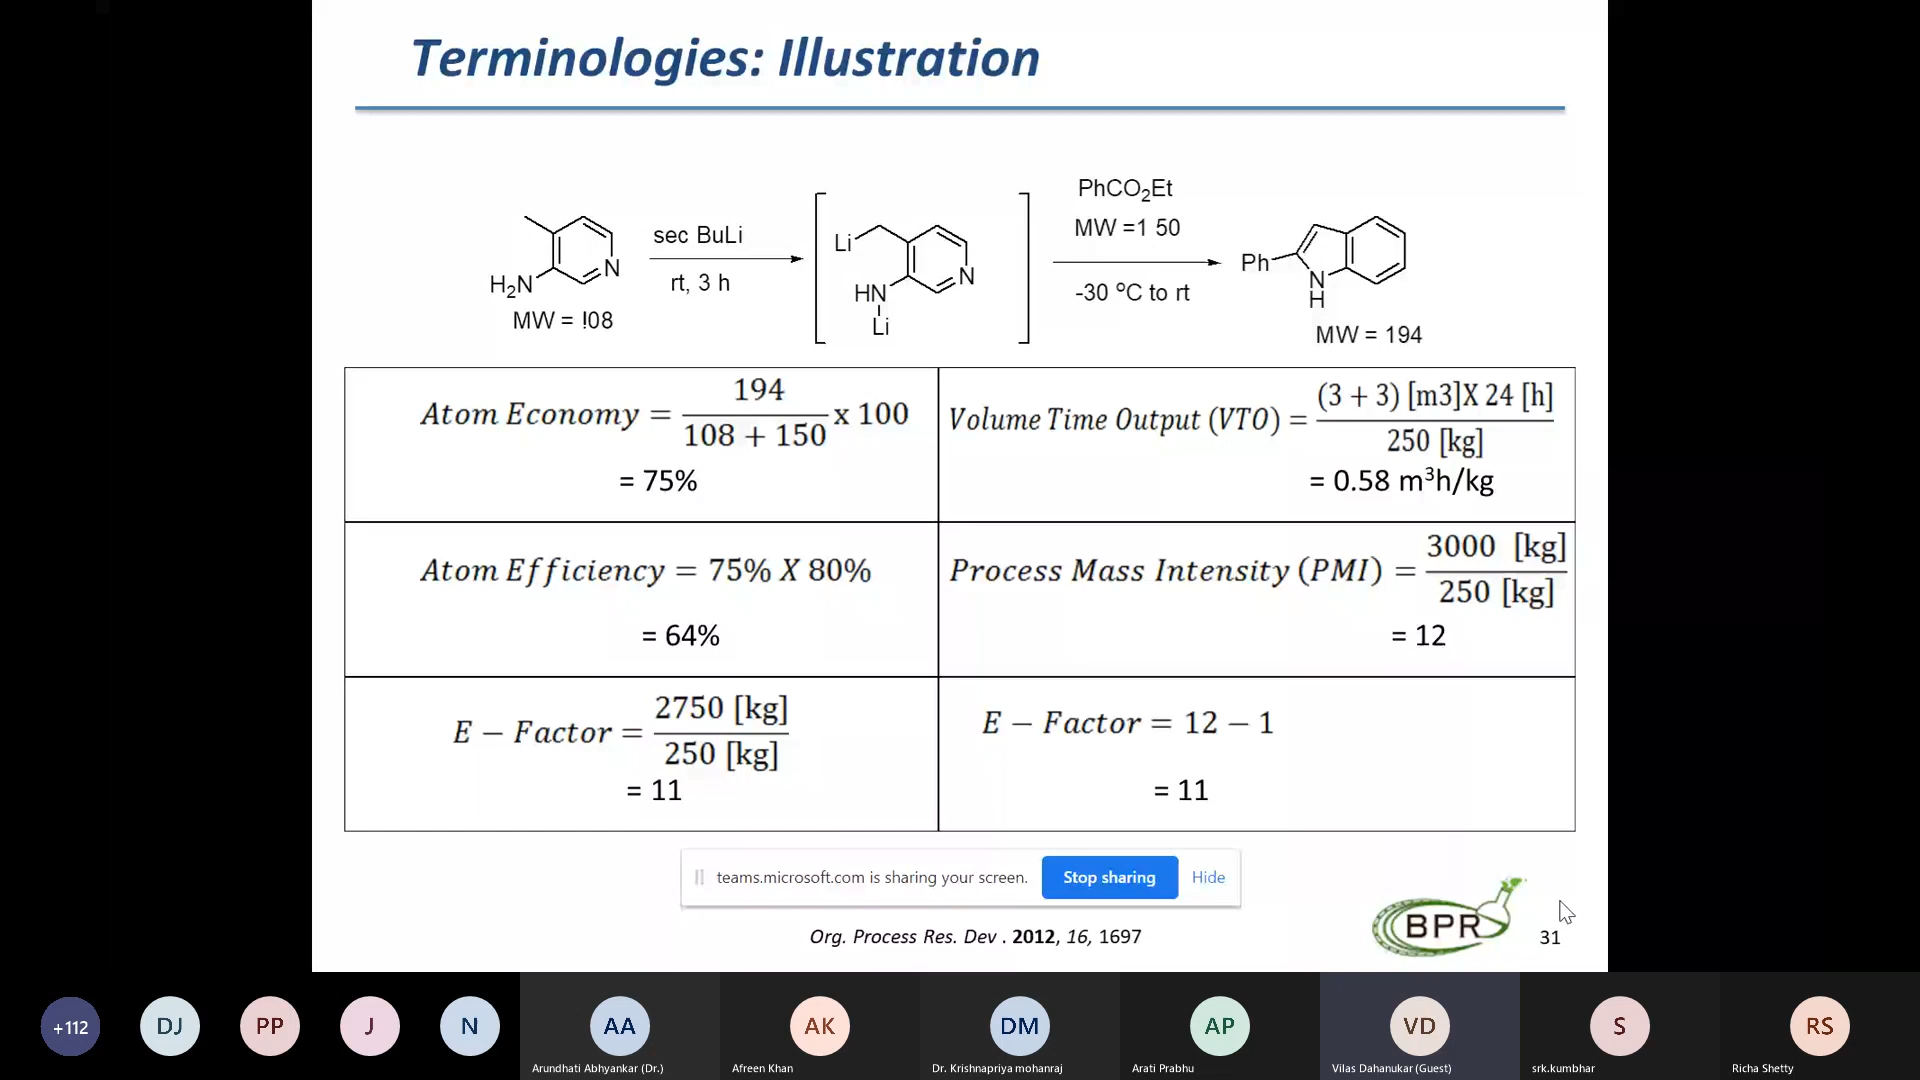 Terminologies: Illustration
PhCO2Et
MW =1 50
sec BuLi
rt, 3 h
-30 ⁰C to rt
H2N
N
MW = !08
Li
HN
N
Li
Ph
N
H
MW = 194
Atom Economy = 194 / 108 + 150 x 100
= 75%
Volume Time Output (VTO) = (3 + 3) [m3]X 24 [h] / 250 [kg]
= 0.58 m³h/kg
Atom Efficiency = 75% X 80%
= 64%
Process Mass Intensity (PMI) = 3000 [kg] / 250 [kg]
= 12
E − Factor = 2750 [kg] / 250 [kg]
= 11
E − Factor = 12 − 1
= 11
teams.microsoft.com is sharing your screen. Stop sharing Hide
Org. Process Res. Dev . 2012, 16, 1697
BPR
31
+112 DJ PP J N AA AK DM AP VD S RS
Arundhati Abhyankar (Dr.) Afreen Khan Dr. Krishnapriya mohanraj Arati Prabhu Vilas Dahanukar (Guest) srk.kumbhar Richa Shetty